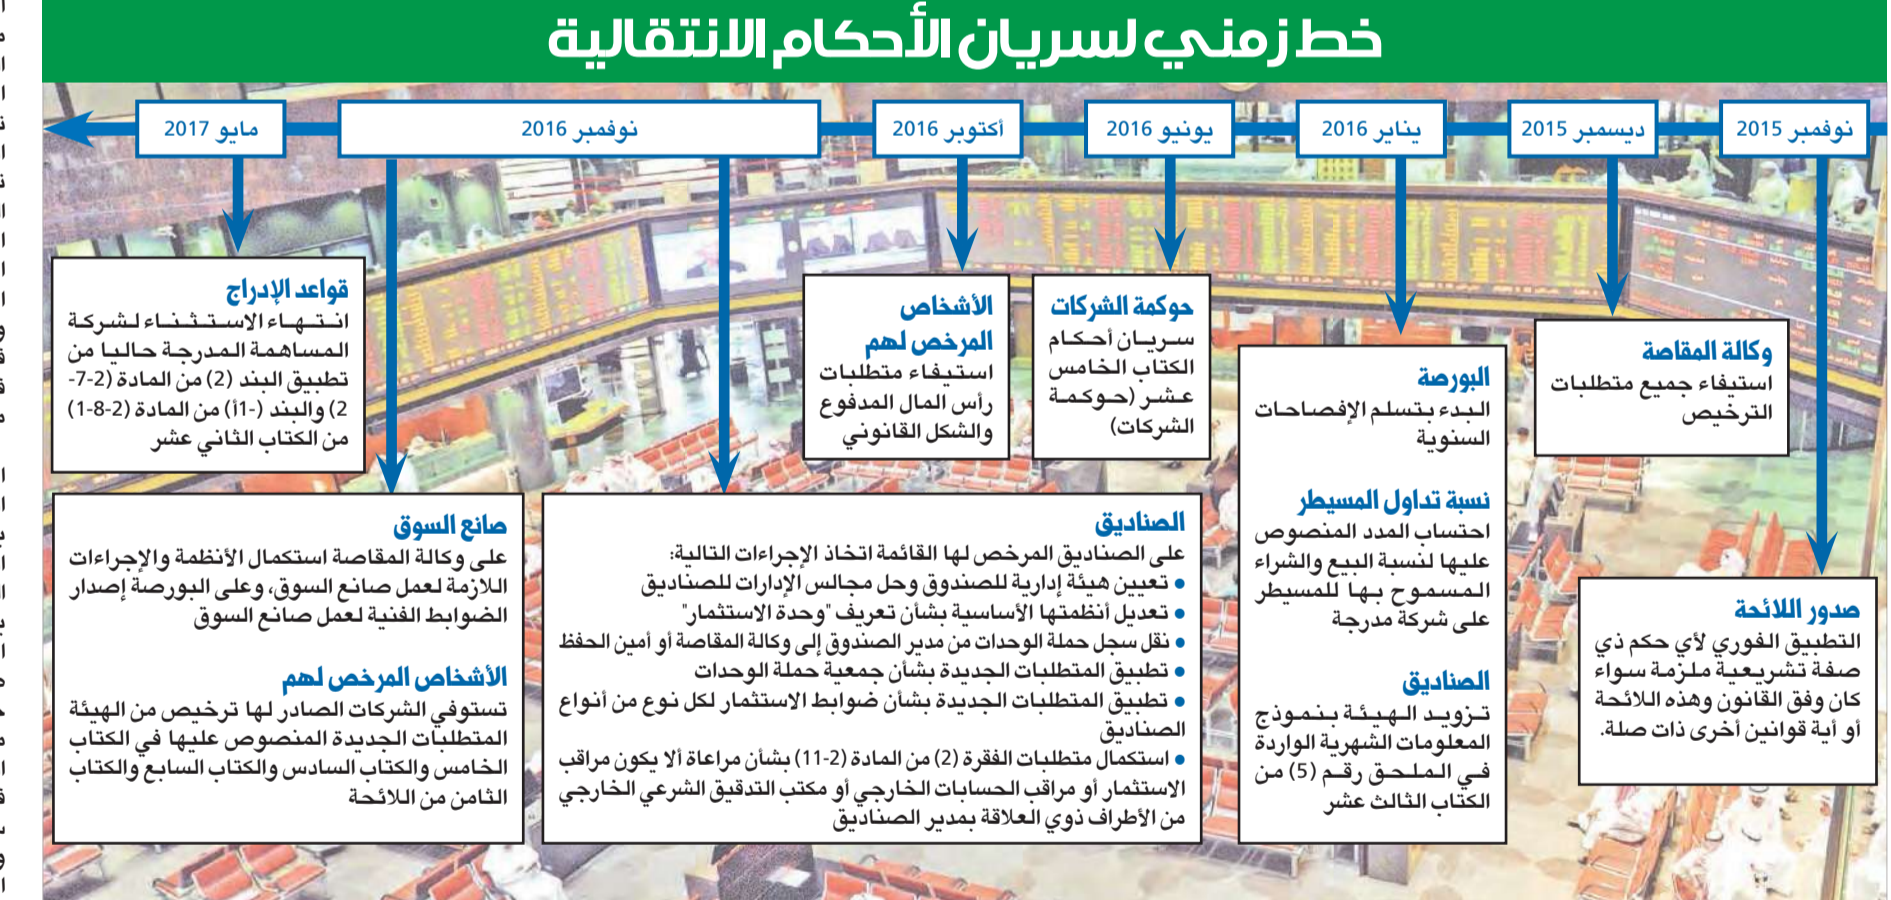 خط زمني لسريان الأحكام الانتقالية
نوفمبر 2015
ديسمبر 2015
يناير 2016
يونيو 2016
أكتوبر 2016
نوفمبر 2016
مايو 2017
صدور اللائحة
التطبيق الفوري لأي حكم ذي
صفة تشريعية ملزمة سواء
كان وفق القانون وهذه اللائحة
أو أية قوانين أخرى ذات صلة.
وكالة المقاصة
استيفاء جميع متطلبات
الترخيص
البورصة
البدء بتسلم الإفصاحات
السنوية
نسبة تداول المسيطر
احتساب المدد المنصوص
عليها لنسبة البيع والشراء
المسموح بها للمسيطر
على شركة مدرجة
الصناديق
تزويد الهيئة بنموذج
المعلومات الشهرية الواردة
في الملحق رقم (5) من
الكتاب الثالث عشر
حوكمة الشركات
سريان أحكام
الكتاب الخامس
عشر (حوكمة
الشركات)
الأشخاص
المرخص لهم
استيفاء متطلبات
رأس المال المدفوع
والشكل القانوني
الصناديق
على الصناديق المرخص لها القائمة اتخاذ الإجراءات التالية:
• تعيين هيئة إدارية للصندوق وحل مجالس الإدارات للصناديق
• تعديل أنظمتها الأساسية بشأن تعريف "وحدة الاستثمار"
• نقل سجل حملة الوحدات من مدير الصندوق إلى وكالة المقاصة أو أمين الحفظ
• تطبيق المتطلبات الجديدة بشأن جمعية حملة الوحدات
• تطبيق المتطلبات الجديدة بشأن ضوابط الاستثمار لكل نوع من أنواع
الصناديق
• استكمال متطلبات الفقرة (2) من المادة (2-11) بشأن مراعاة ألا يكون مراقب
الاستثمار أو مراقب الحسابات الخارجي أو مكتب التدقيق الشرعي الخارجي
من الأطراف ذوي العلاقة بمدير الصناديق
صانع السوق
على وكالة المقاصة استكمال الأنظمة والإجراءات
اللازمة لعمل صانع السوق، وعلى البورصة إصدار
الضوابط الفنية لعمل صانع السوق
الأشخاص المرخص لهم
تستوفي الشركات الصادر لها ترخيص من الهيئة
المتطلبات الجديدة المنصوص عليها في الكتاب
الخامس والكتاب السادس والكتاب السابع والكتاب
الثامن من اللائحة
قواعد الإدراج
انتهاء الاستثناء لشركة
المساهمة المدرجة حاليا من
تطبيق البند (2) من المادة (2-7-
2) والبند (-1أ) من المادة (2-8-1)
من الكتاب الثاني عشر